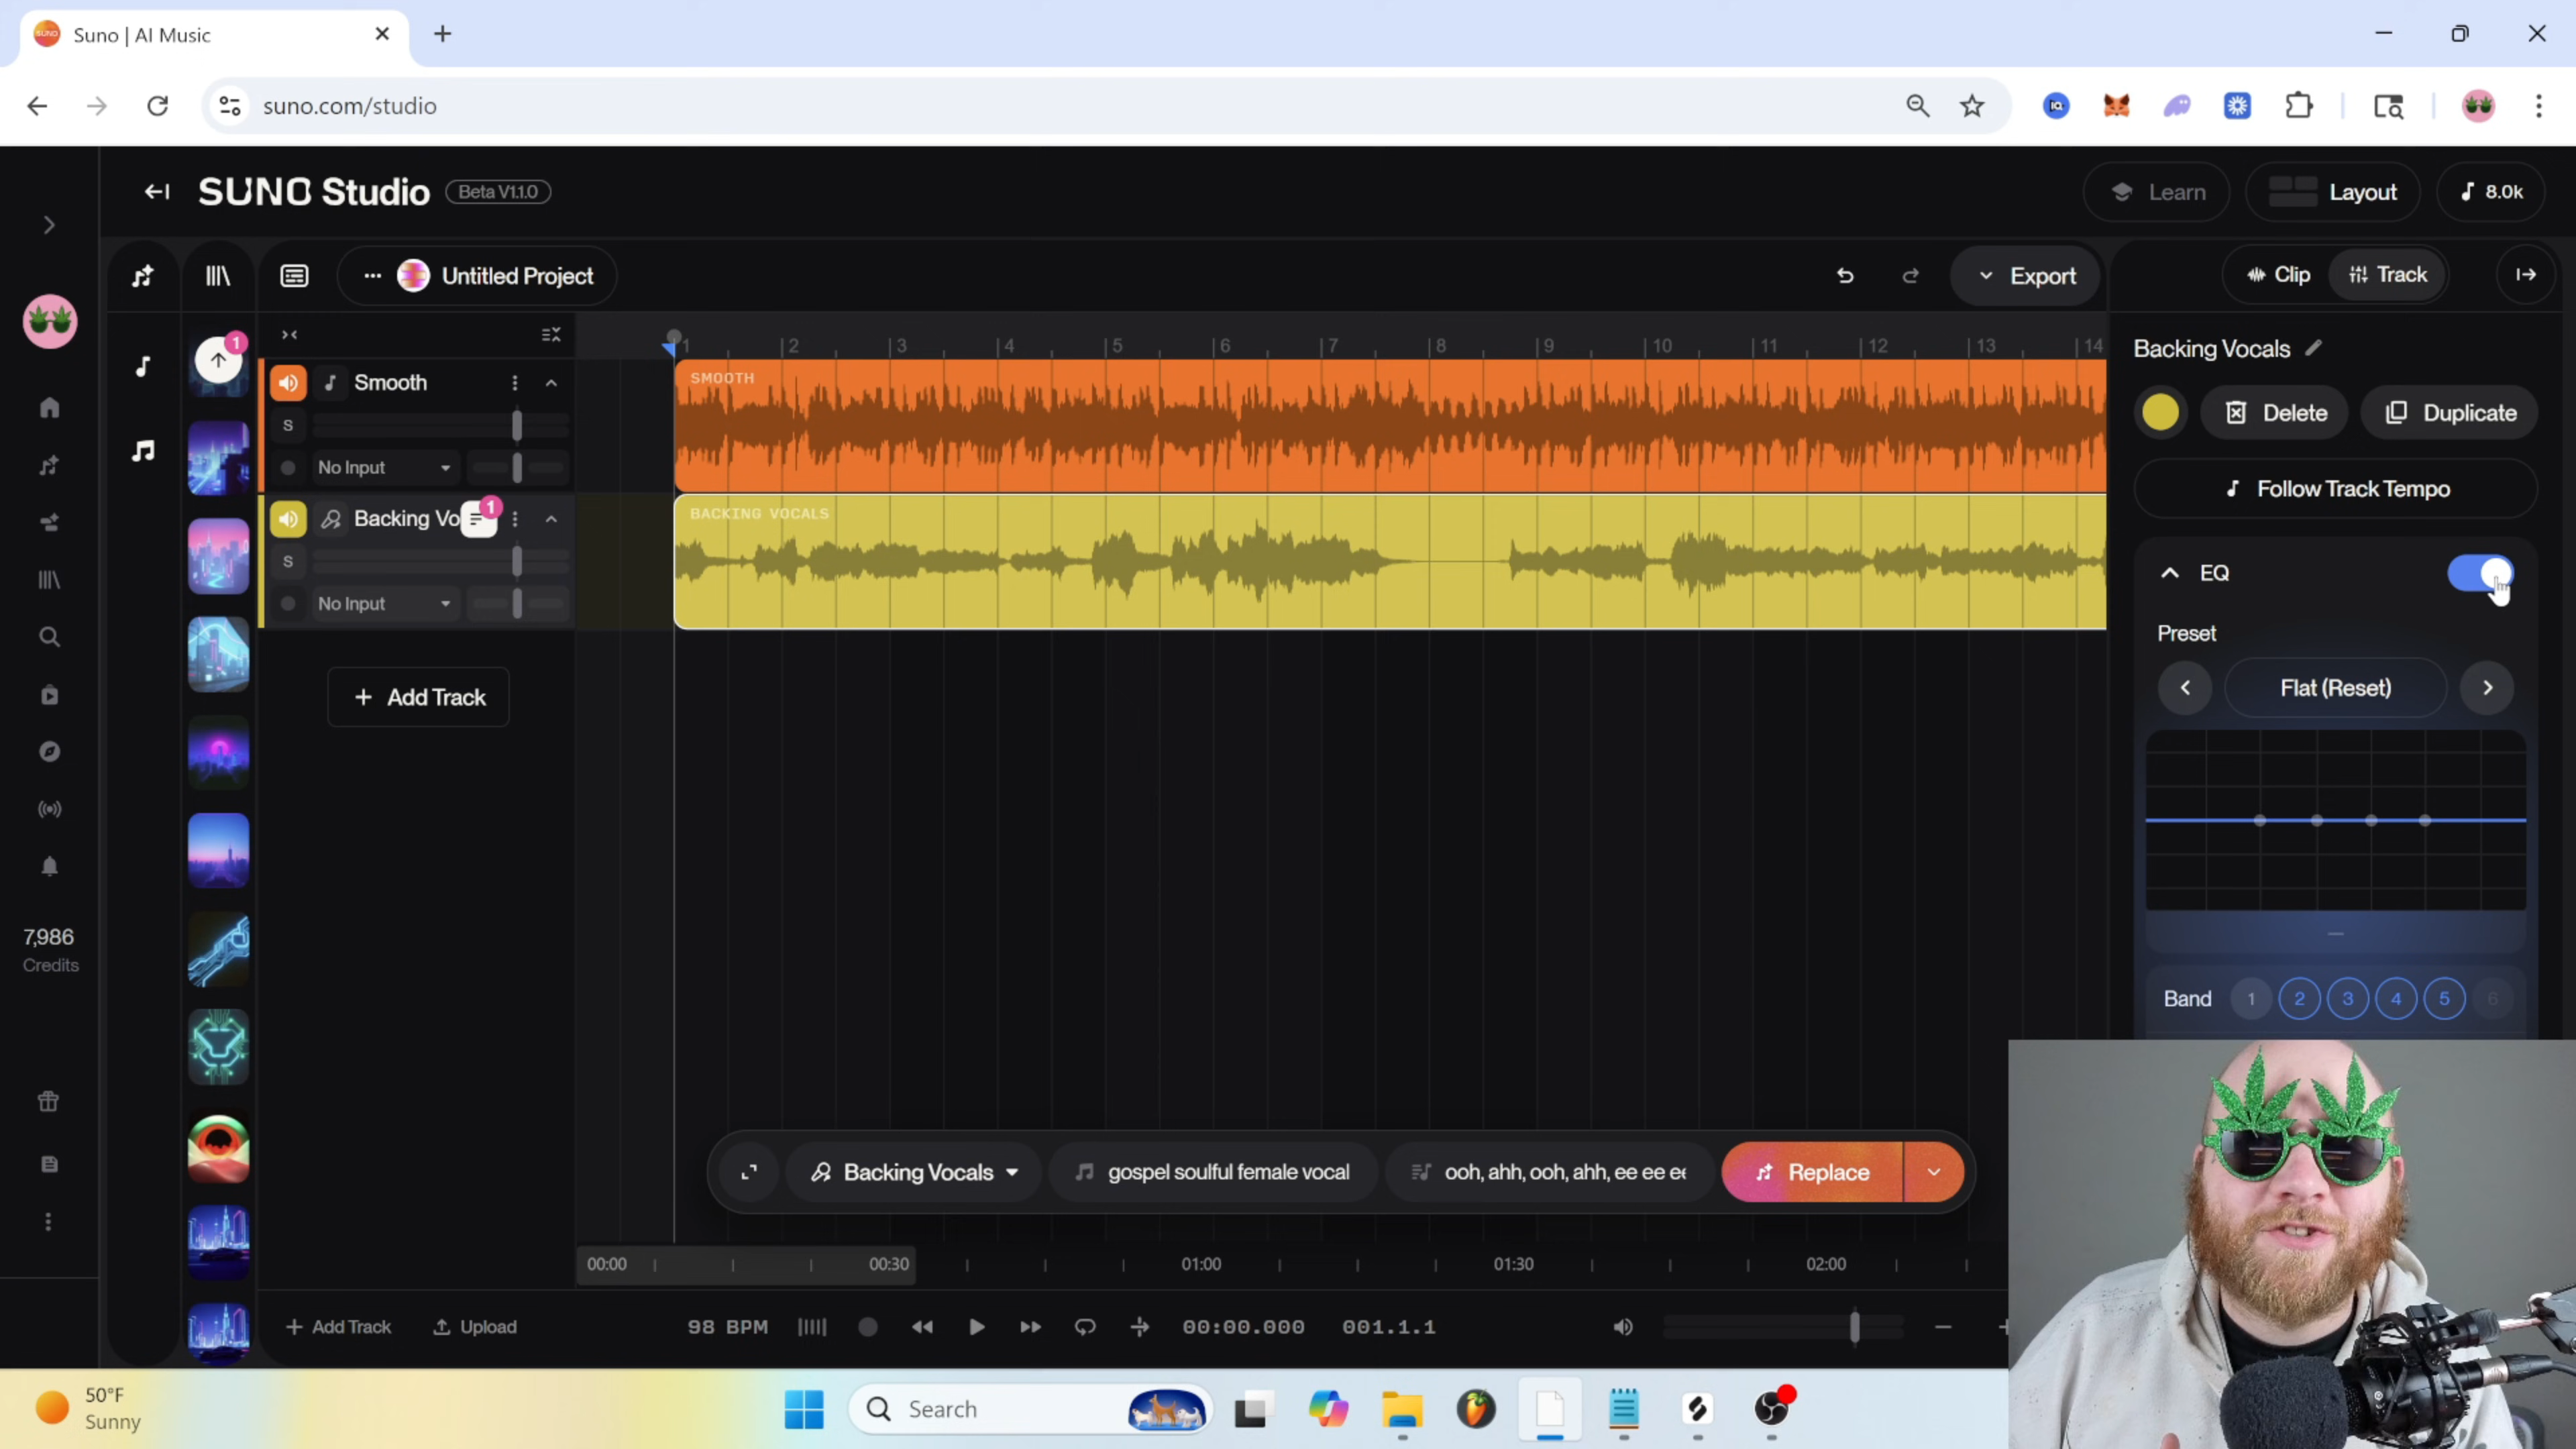 Suno | AI Music
suno.com/studio
SUNO Studio Beta V1.1.0
Learn
Layout
8.0k
Untitled Project
Export
Clip
Track
1 2 3 4 5 6 7 8 9 10 11 12 13 14
Smooth
S
No Input
SMOOTH
1
Backing Vo
1
S
No Input
BACKING VOCALS
Add Track
Backing Vocals
Delete
Duplicate
Follow Track Tempo
EQ
Preset
Flat (Reset)
Band 1 2 3 4 5 6
7,986
Credits
Backing Vocals
gospel soulful female vocal
ooh, ahh, ooh, ahh, ee ee ee
Replace
00:00 00:30 01:00 01:30 02:00
Add Track
Upload
98 BPM
00:00.000
001.1.1
50°F
Sunny
Search